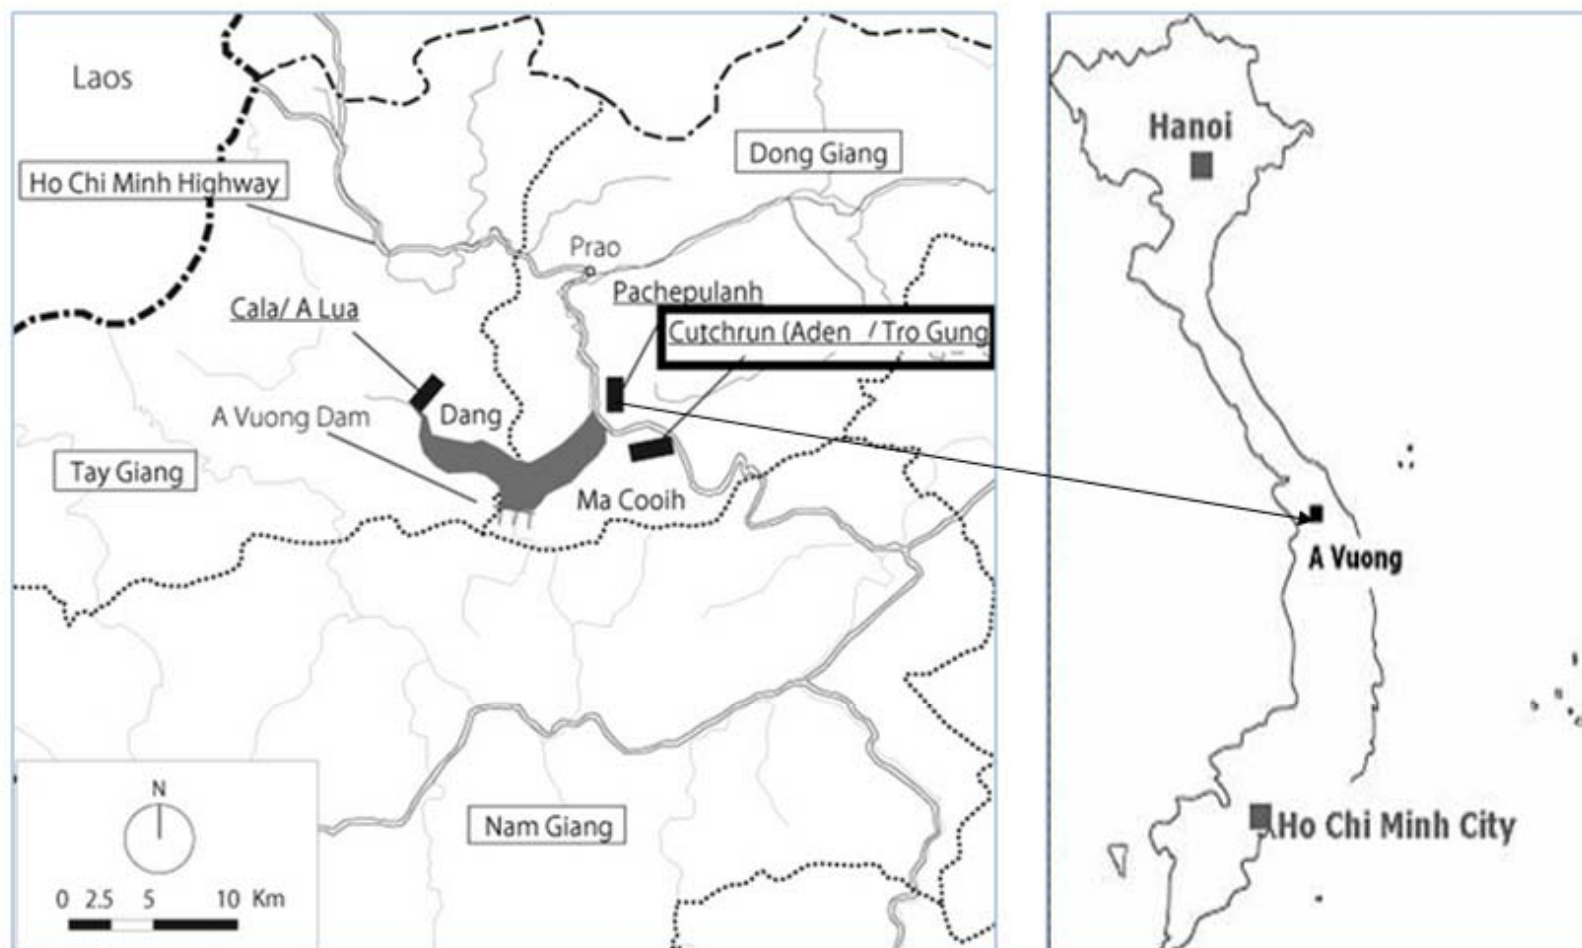 Laos
Dong Giang
Ho Chi Minh Highway
Prao
Pachepulanh
Cala/ A Lua
Cutchrun (Aden / Tro Gung
A Vuong Dam
Dang
Tay Giang
Ma Cooih
Nam Giang
N
0 2.5 5 10 Km
Hanoi
A Vuong
Ho Chi Minh City